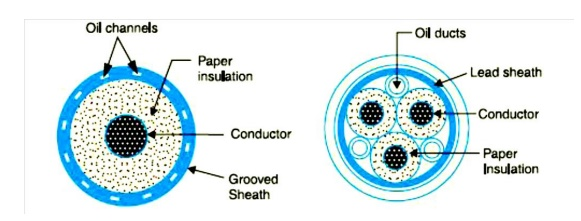 Oil channels
Paper
insulation
Conductor
Grooved
Sheath
Oil ducts
Lead sheath
Conductor
Paper
Insulation